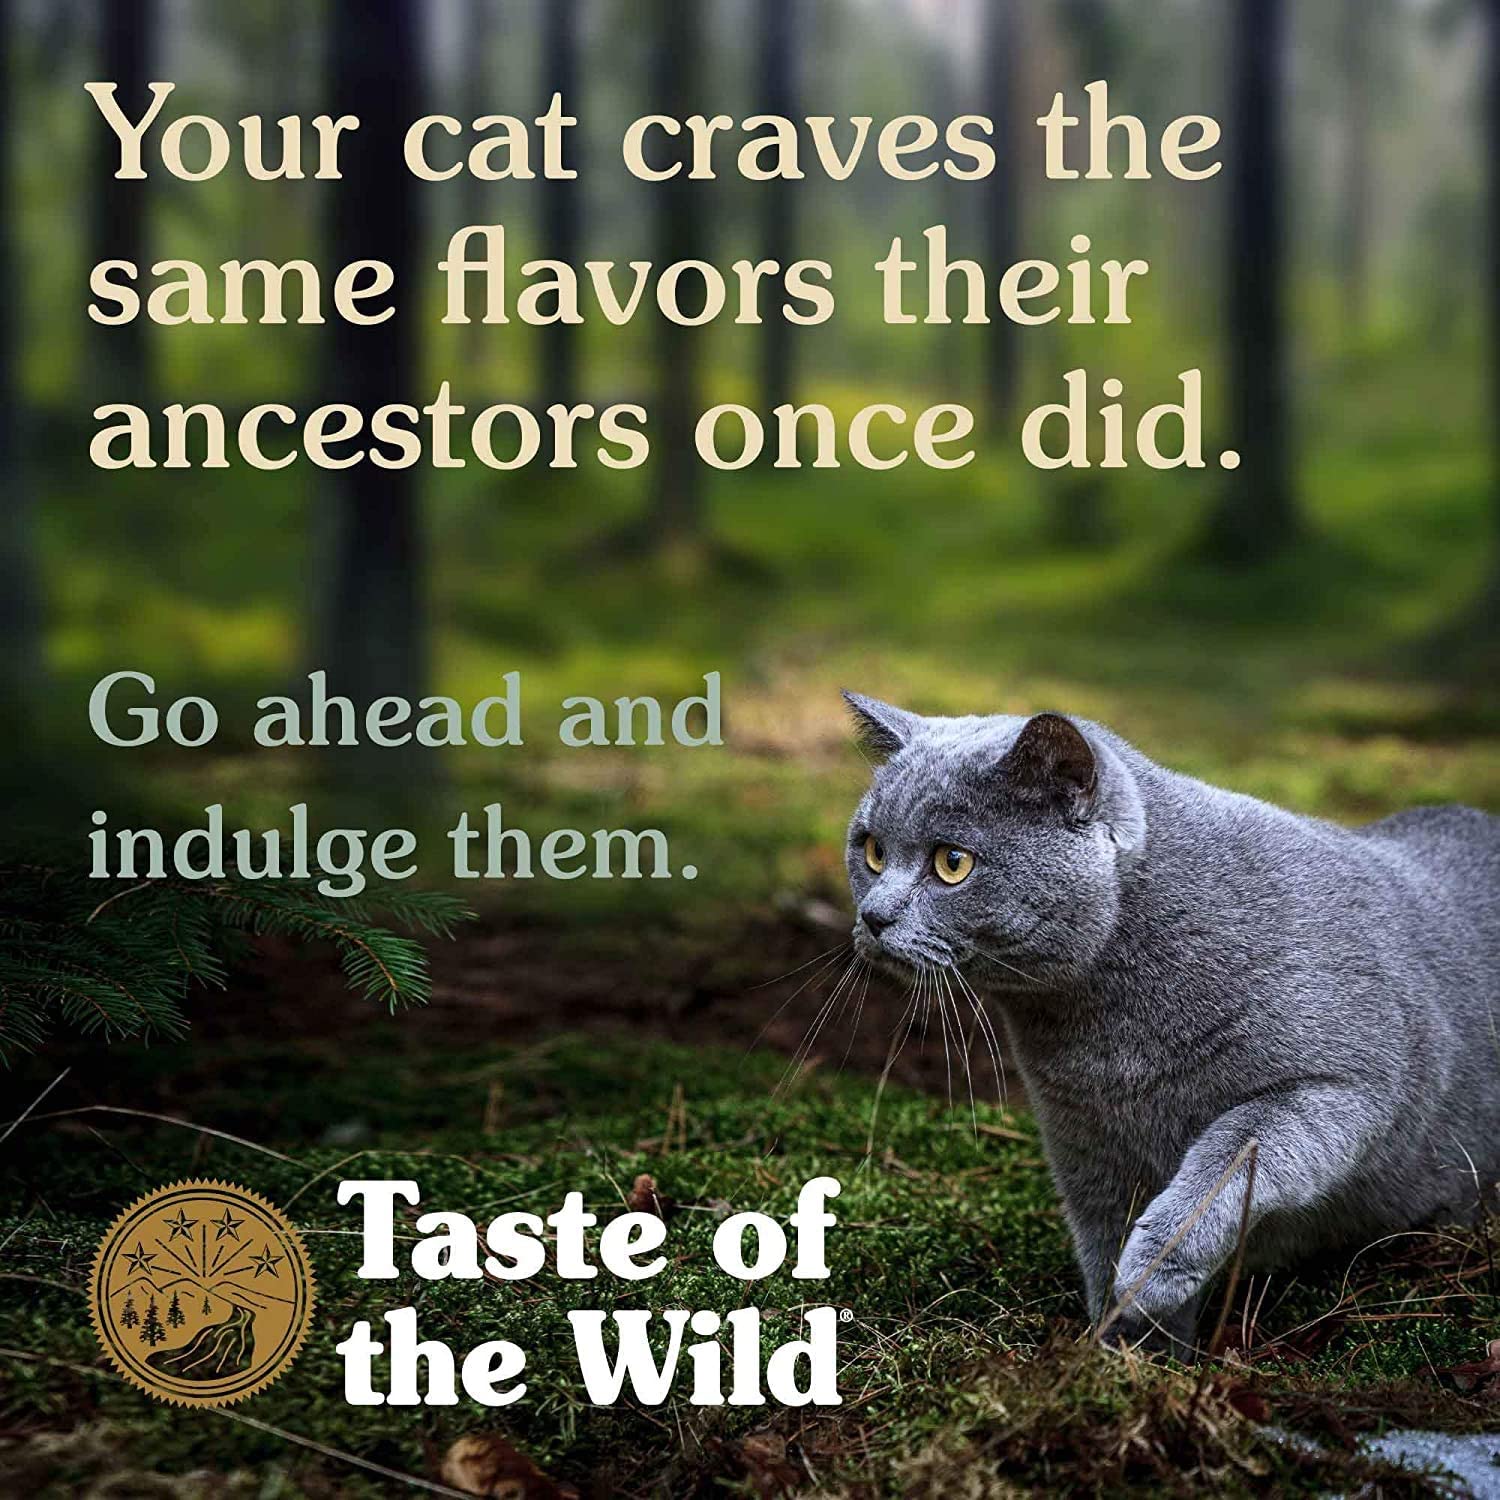 Your cat craves the
same flavors their
ancestors once did.
Go ahead and
indulge them.
Taste of
the Wild®